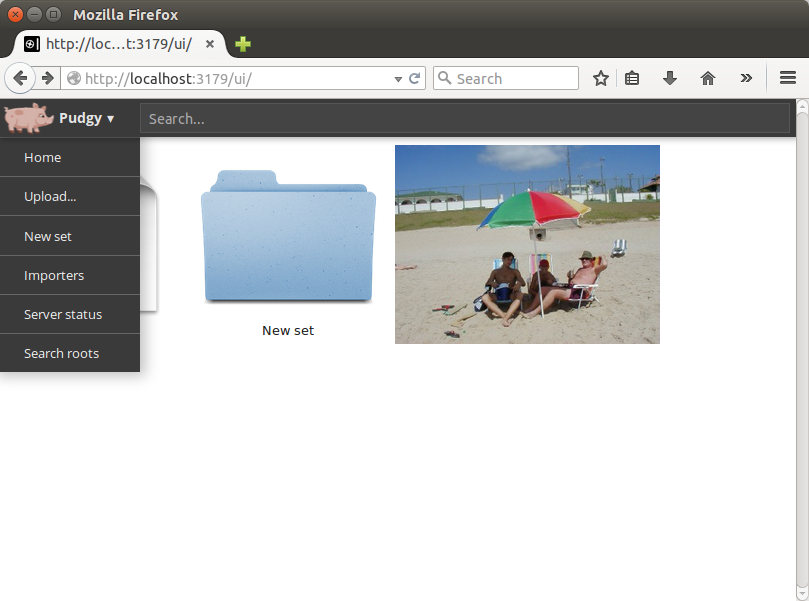 Mozilla Firefox
http://loc...t:3179/ui/
http://localhost:3179/ui/
Search
Pudgy ▾
Search...
Home
Upload...
New set
Importers
Server status
Search roots
New set